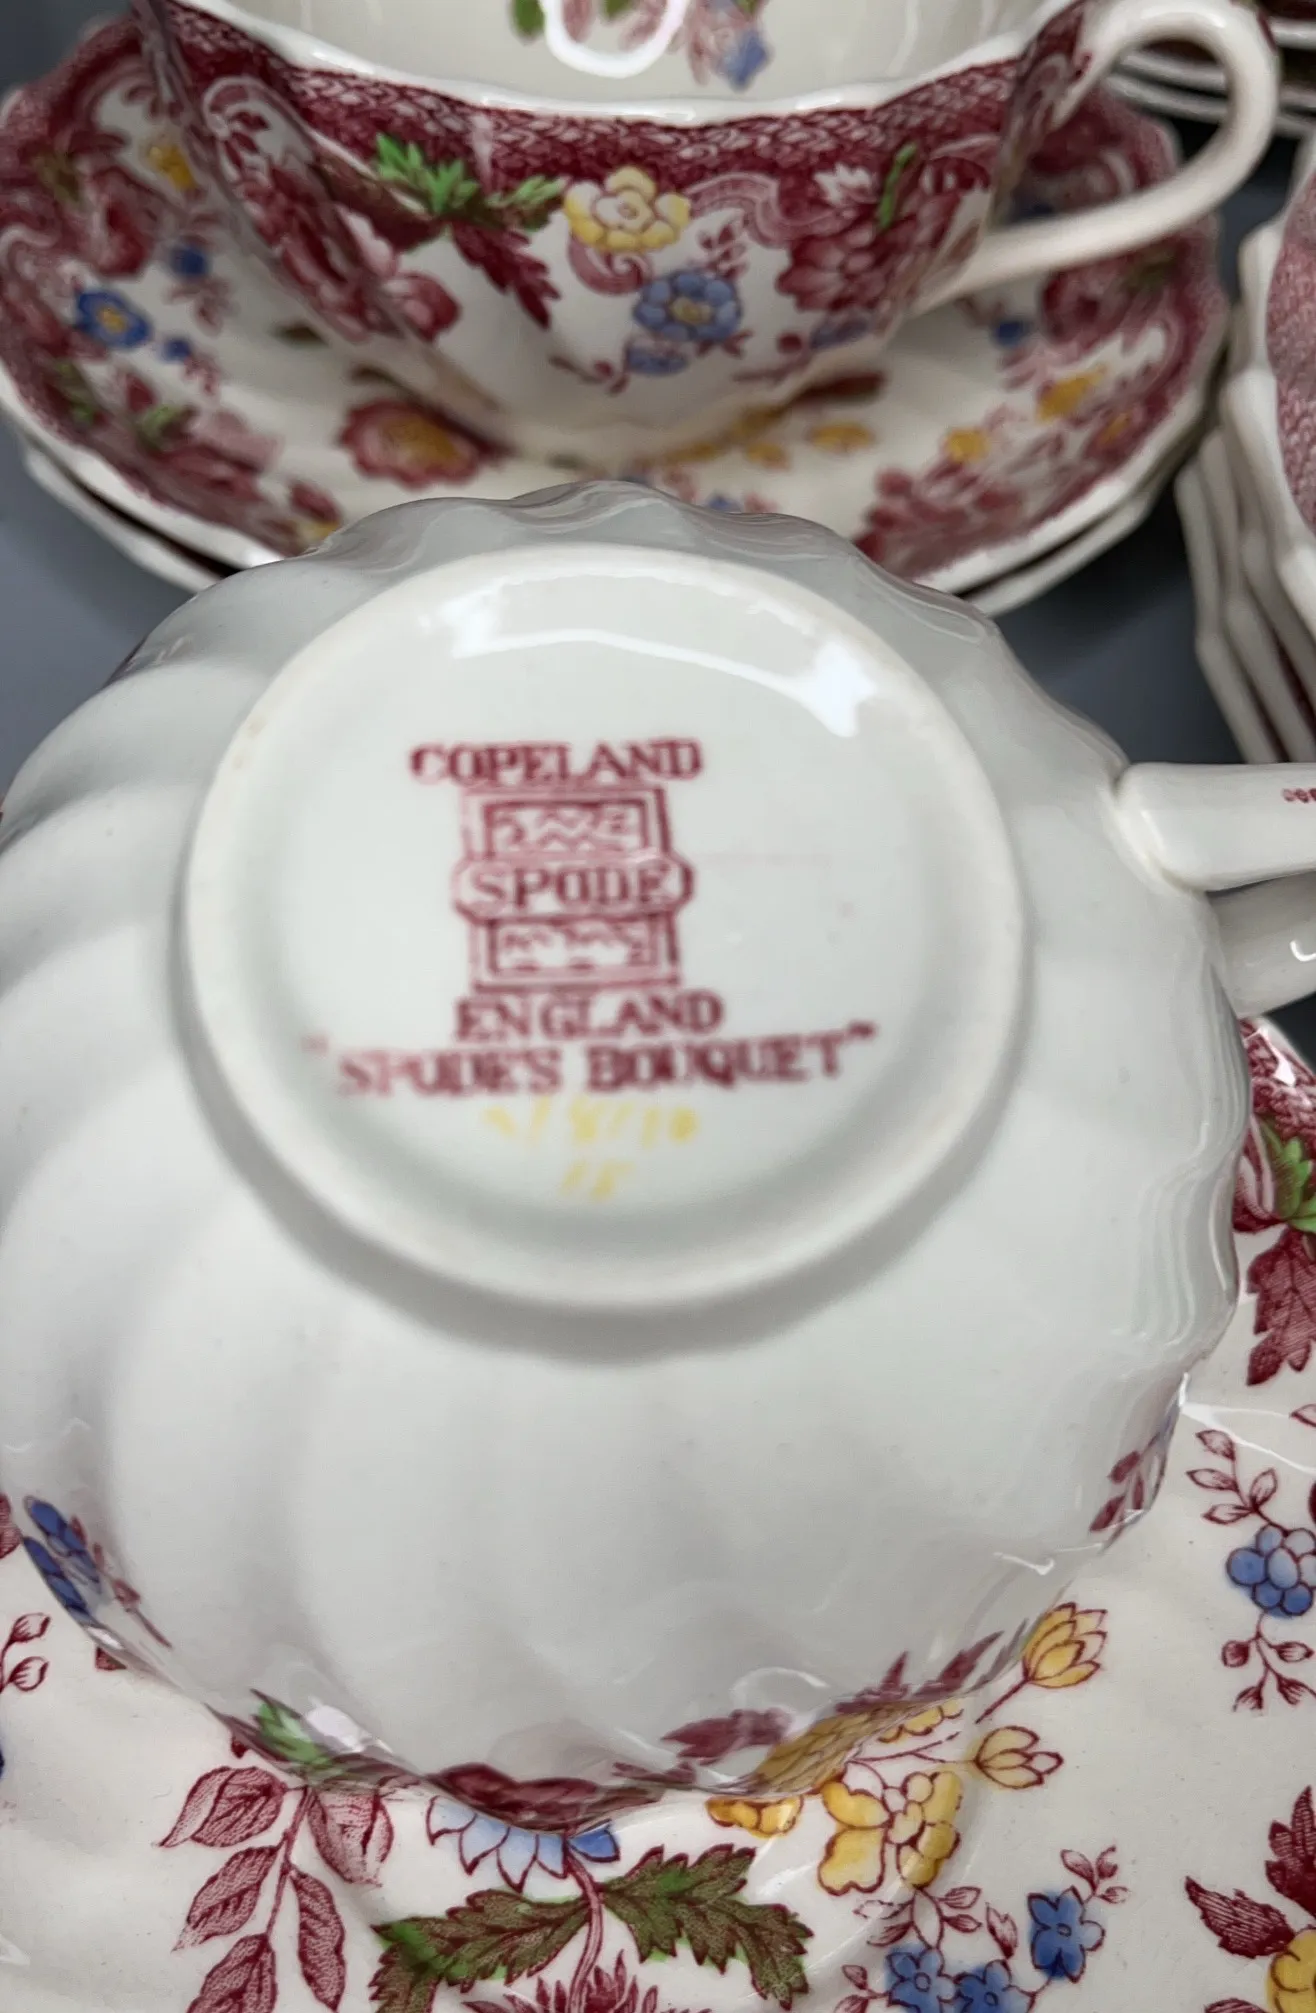 COPELAND
SPODE
ENGLAND
"SPODE'S BOUQUET"